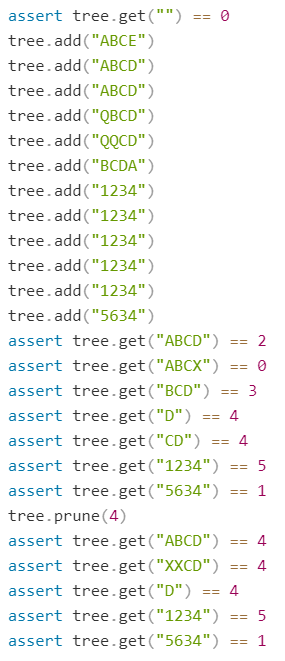 assert tree.get("") == 0
tree.add("ABCE")
tree.add("ABCD")
tree.add("ABCD")
tree.add("QBCD")
tree.add("QQCD")
tree.add("BCDA")
tree.add("1234")
tree.add("1234")
tree.add("1234")
tree.add("1234")
tree.add("1234")
tree.add("5634")
assert tree.get("ABCD") == 2
assert tree.get("ABCX") == 0
assert tree.get("BCD") == 3
assert tree.get("D") == 4
assert tree.get("CD") == 4
assert tree.get("1234") == 5
assert tree.get("5634") == 1
tree.prune(4)
assert tree.get("ABCD") == 4
assert tree.get("XXCD") == 4
assert tree.get("D") == 4
assert tree.get("1234") == 5
assert tree.get("5634") == 1